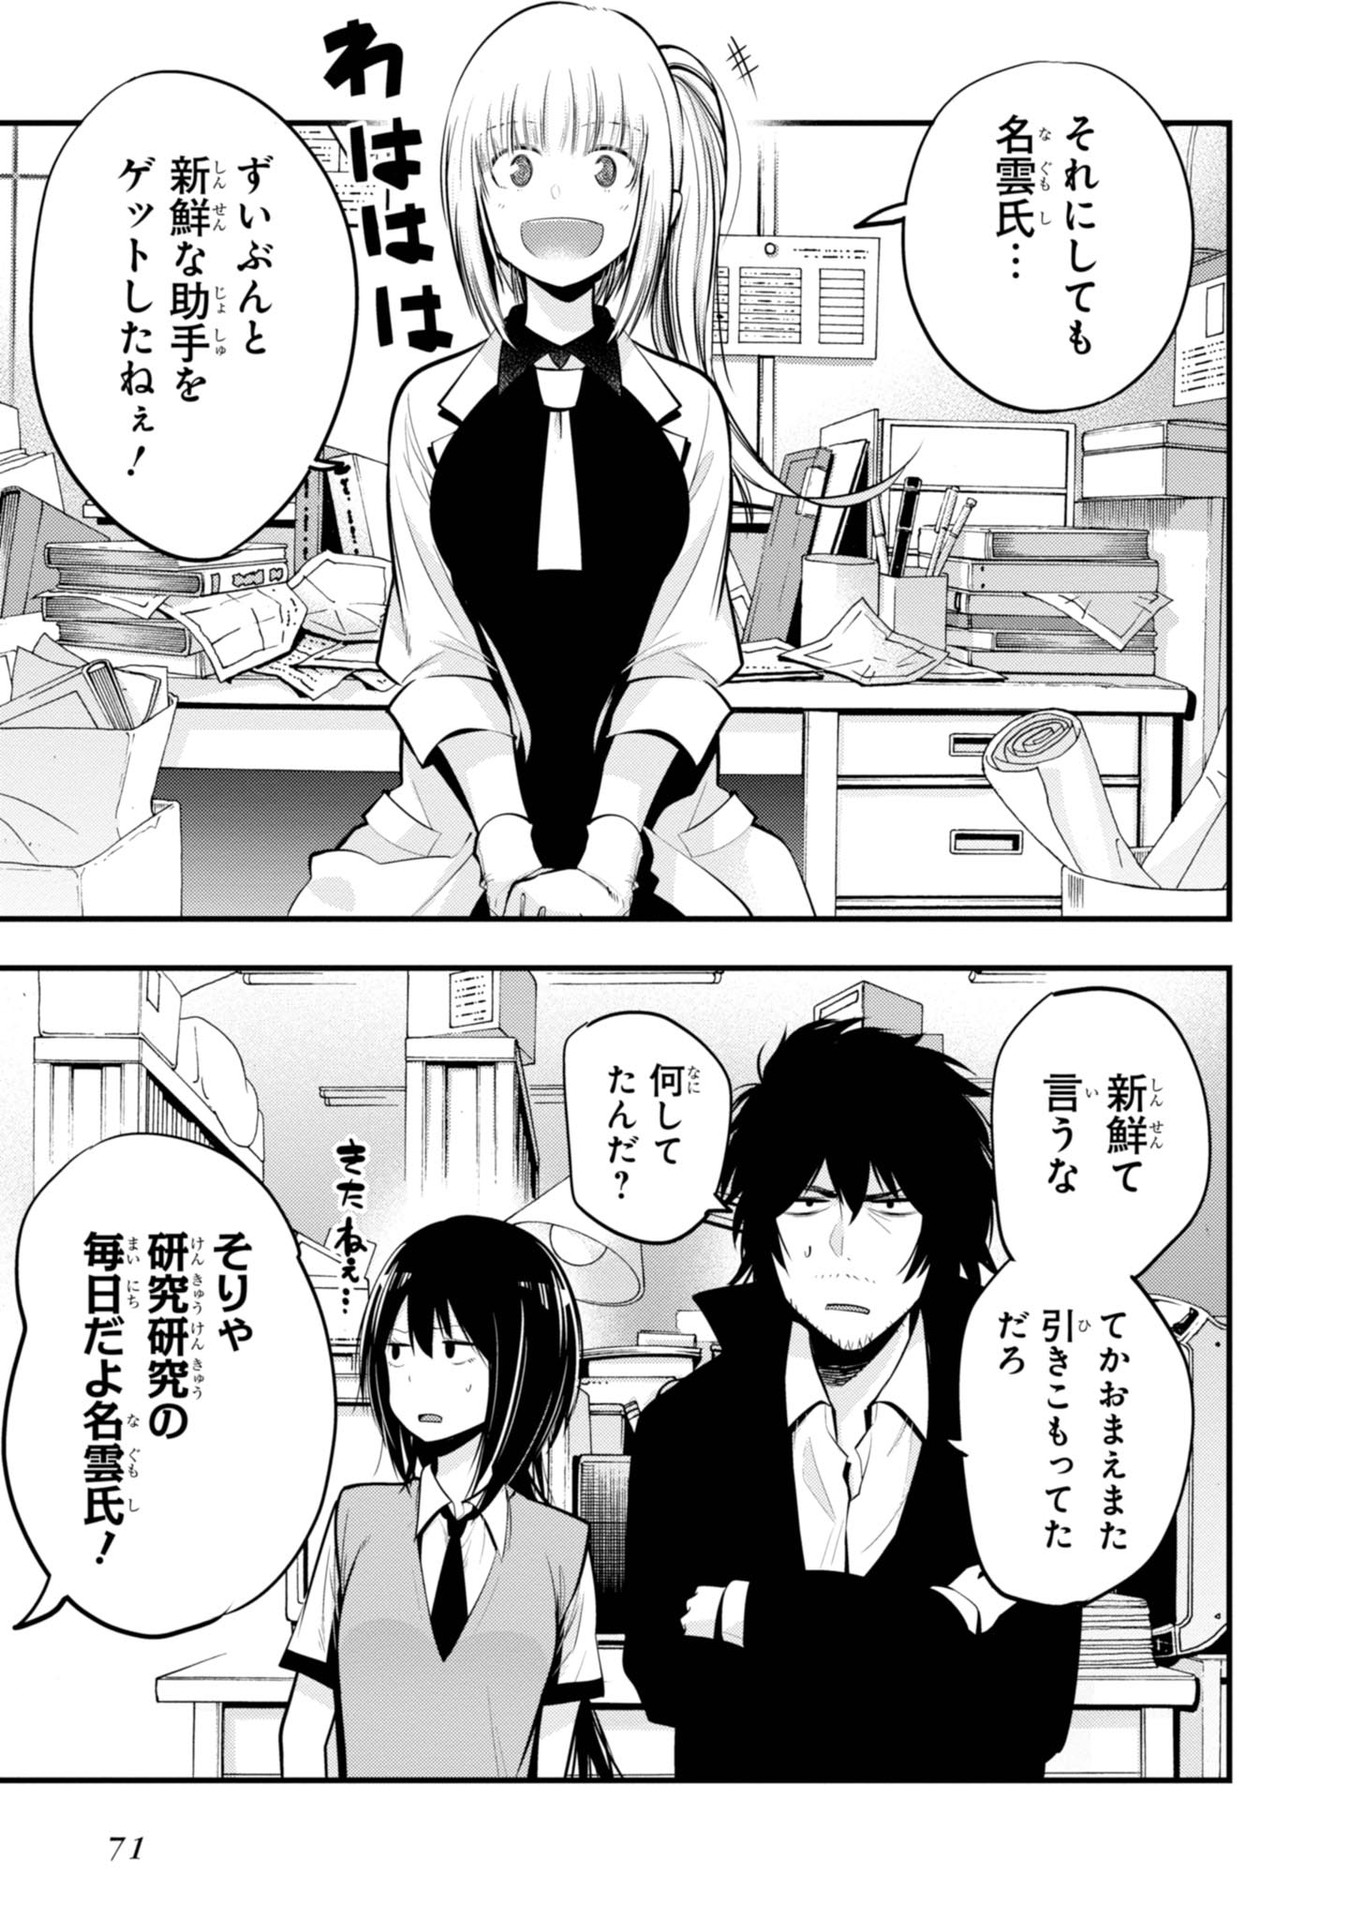 それにしても
名雲氏…
わはははは
ずいぶんと
新鮮な助手を
ゲットしたねぇ！
新鮮て
言うな
てかおまえまた
引きこもってた
だろ
何して
たんだ？
きたねぇ…
そりゃ
研究研究の
毎日だよ名雲氏！
71